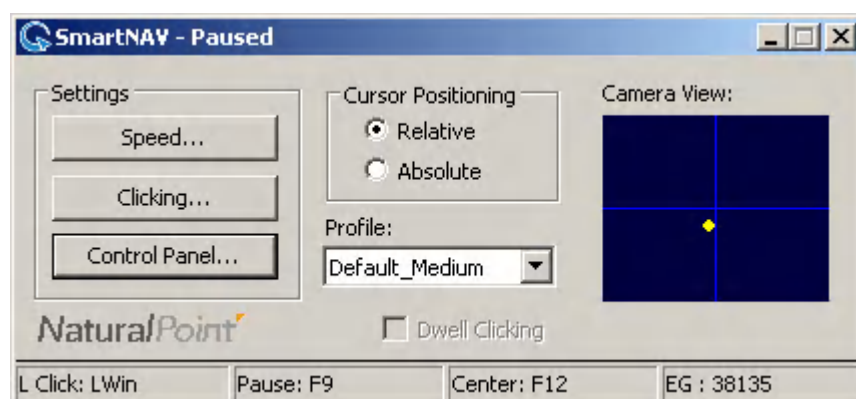 SmartNAV - Paused
Settings
Speed...
Clicking...
Control Panel...
Cursor Positioning
Relative
Absolute
Profile:
Default_Medium
Camera View:
NaturalPoint
Dwell Clicking
L Click: LWin
Pause: F9
Center: F12
EG : 38135